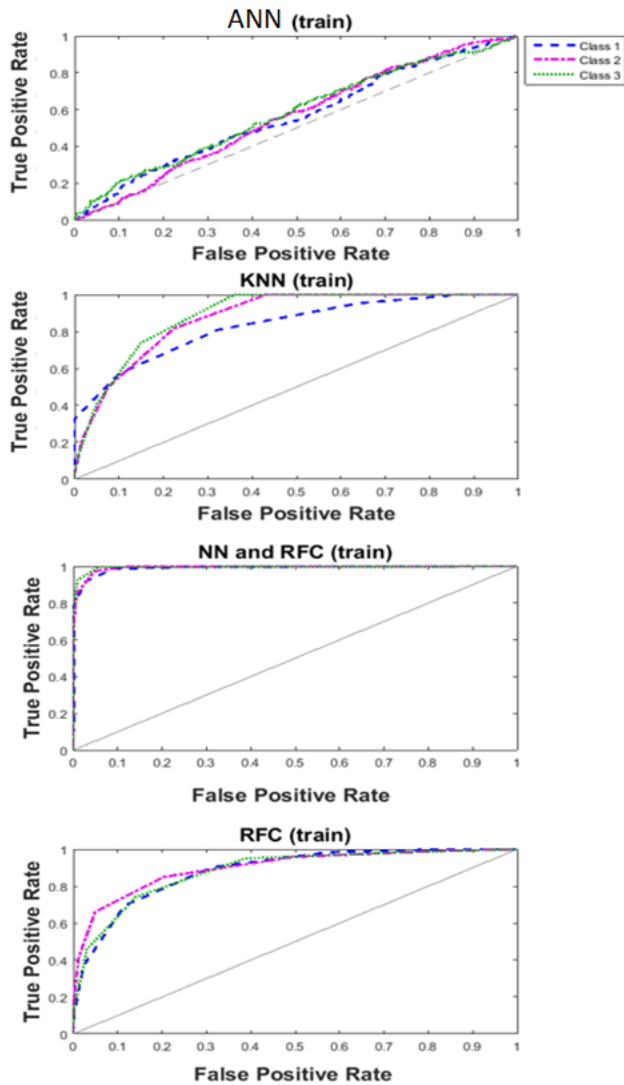 ANN (train)
Class 1
Class 2
Class 3
True Positive Rate
1
0.8
0.6
0.4
0.2
0
0 0.1 0.2 0.3 0.4 0.5 0.6 0.7 0.8 0.9 1
False Positive Rate
KNN (train)
True Positive Rate
1
0.8
0.6
0.4
0.2
0
0 0.1 0.2 0.3 0.4 0.5 0.6 0.7 0.8 0.9 1
False Positive Rate
NN and RFC (train)
True Positive Rate
1
0.8
0.6
0.4
0.2
0
0 0.1 0.2 0.3 0.4 0.5 0.6 0.7 0.8 0.9 1
False Positive Rate
RFC (train)
True Positive Rate
1
0.8
0.6
0.4
0.2
0
0 0.1 0.2 0.3 0.4 0.5 0.6 0.7 0.8 0.9 1
False Positive Rate